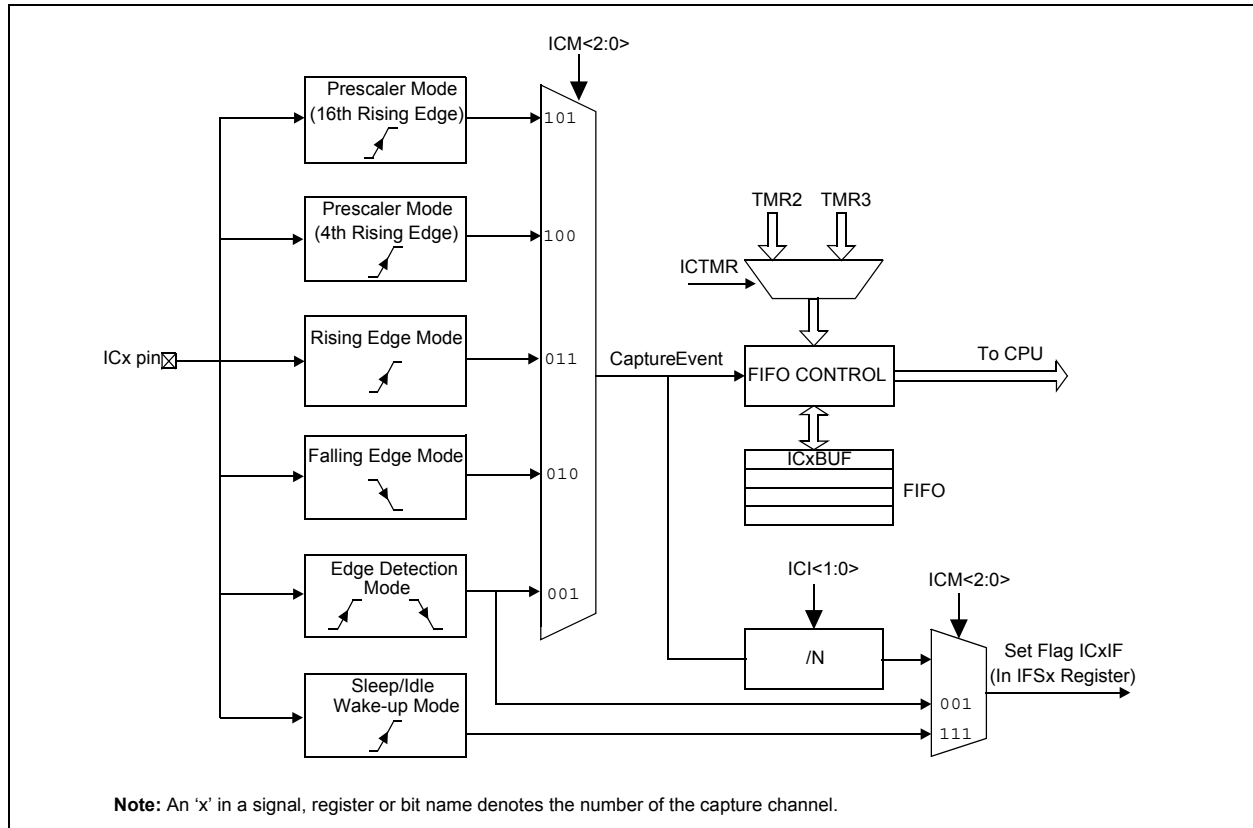 ICM<2:0>
Prescaler Mode
(16th Rising Edge)
101
Prescaler Mode
(4th Rising Edge)
100
TMR2 TMR3
ICTMR
ICx pin
Rising Edge Mode
011
CaptureEvent
FIFO CONTROL
To CPU
Falling Edge Mode
010
ICxBUF
FIFO
Edge Detection
Mode
001
ICI<1:0>
ICM<2:0>
/N
Set Flag ICxIF
(In IFSx Register)
001
Sleep/Idle
Wake-up Mode
111
Note: An ‘x’ in a signal, register or bit name denotes the number of the capture channel.